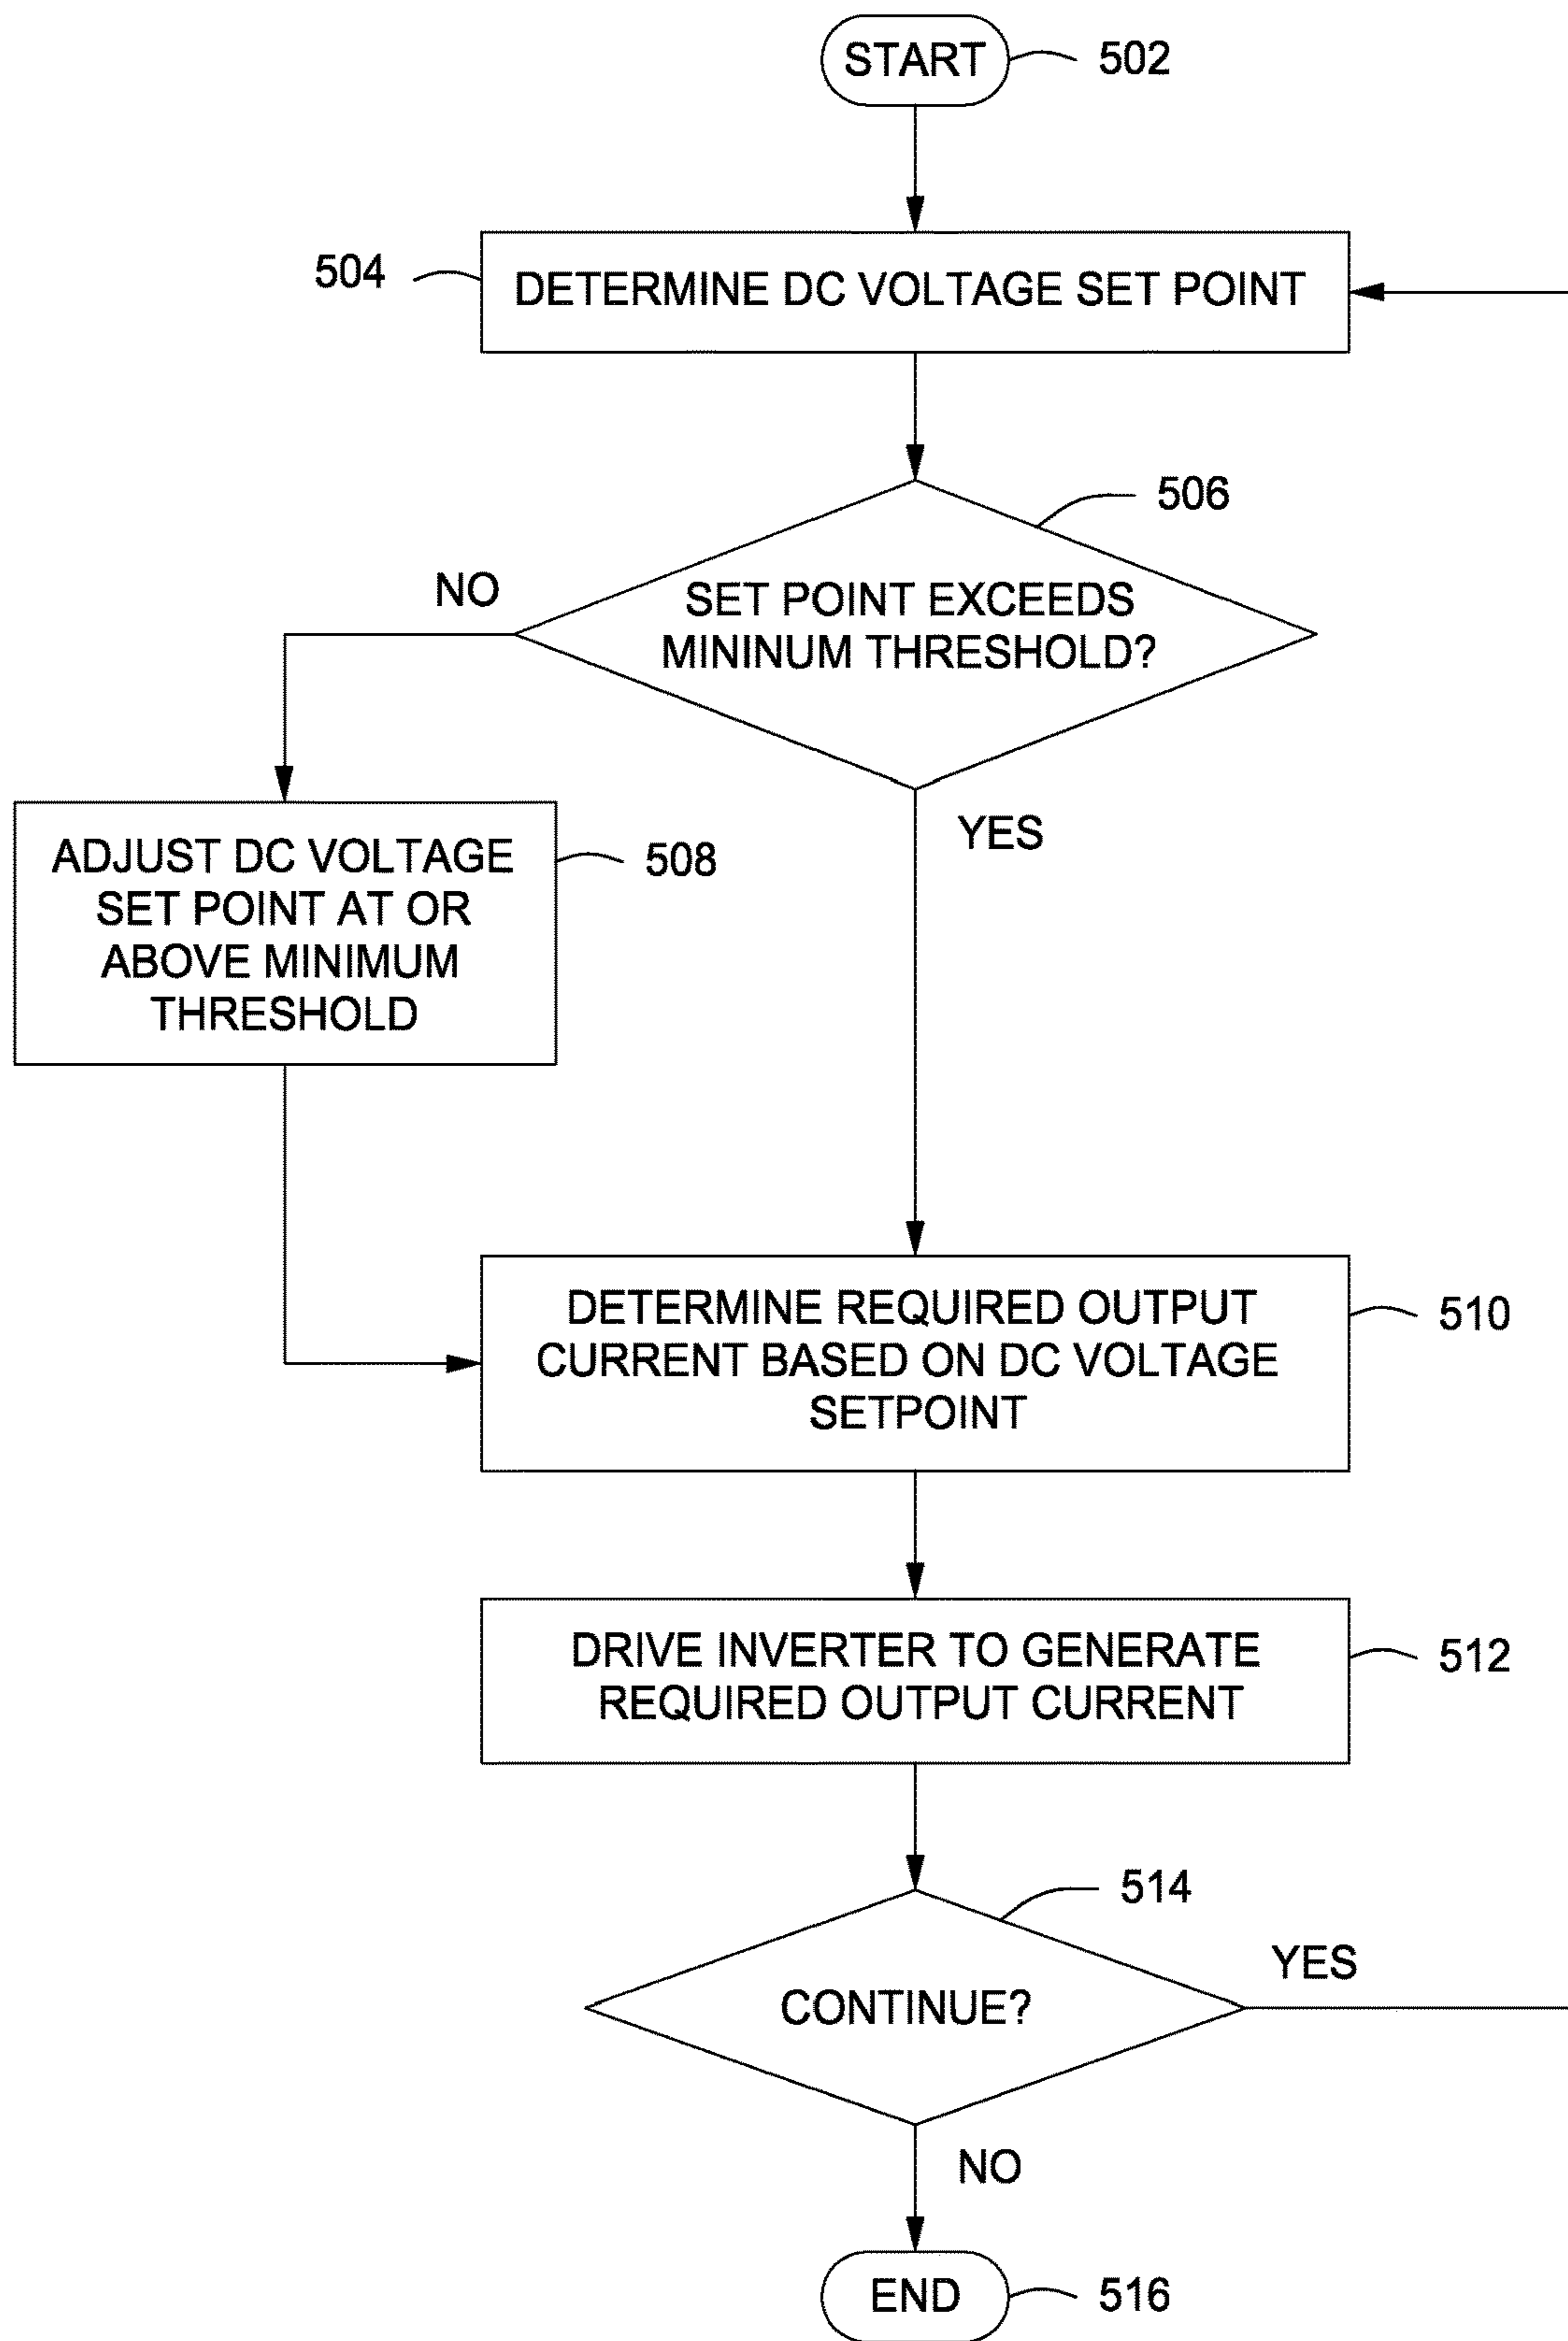 START
502
504
DETERMINE DC VOLTAGE SET POINT
506
NO
SET POINT EXCEEDS
MININUM THRESHOLD?
YES
ADJUST DC VOLTAGE
SET POINT AT OR
ABOVE MINIMUM
THRESHOLD
508
DETERMINE REQUIRED OUTPUT
CURRENT BASED ON DC VOLTAGE
SETPOINT
510
DRIVE INVERTER TO GENERATE
REQUIRED OUTPUT CURRENT
512
514
CONTINUE?
YES
NO
END
516